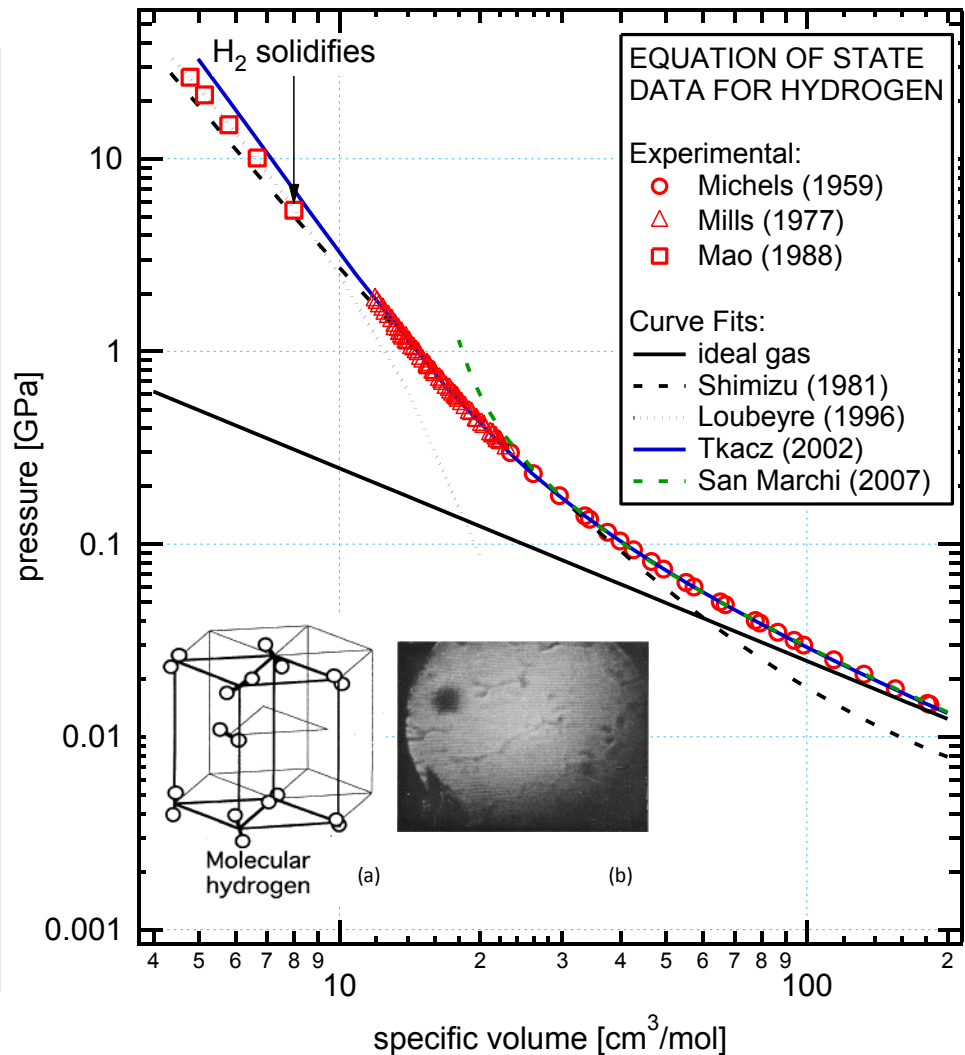 H2 solidifies
EQUATION OF STATE
DATA FOR HYDROGEN
Experimental:
Michels (1959)
Mills (1977)
Mao (1988)
Curve Fits:
ideal gas
Shimizu (1981)
Loubeyre (1996)
Tkacz (2002)
San Marchi (2007)
pressure [GPa]
10
1
0.1
0.01
0.001
Molecular
hydrogen
(a)
(b)
4 5 6 7 8 9 2 3 4 5 6 7 8 9 2
10 100
specific volume [cm3/mol]